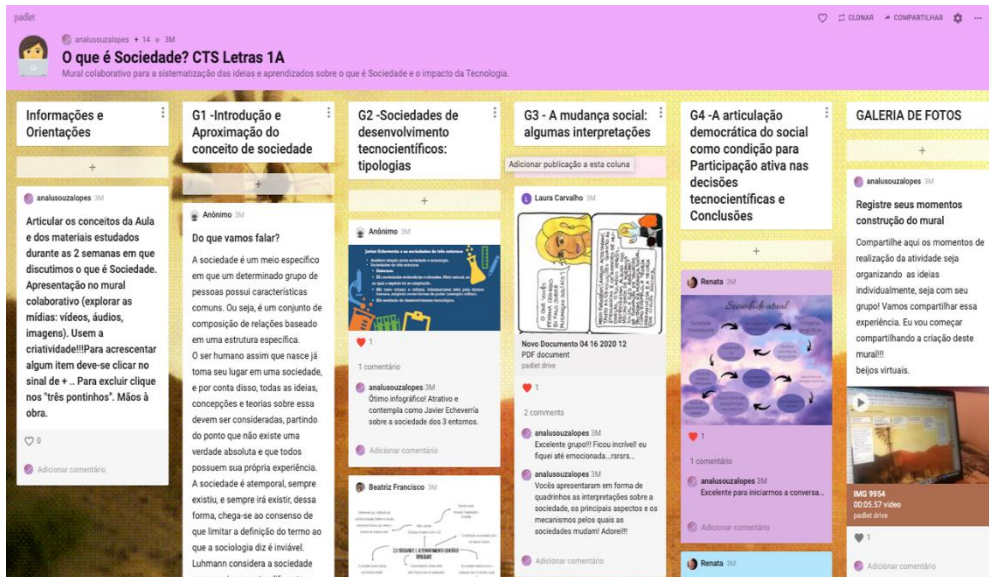 padlet
CLONAR
COMPARTILHAR
analusouzalopes + 14 3M
O que é Sociedade? CTS Letras 1A
Mural colaborativo para a sistematização das ideias e aprendizados sobre o que é Sociedade e o impacto da Tecnologia.
Informações e
Orientações
+
analusouzalopes 3M
Articular os conceitos da Aula
e dos materiais estudados
durante as 2 semanas em que
discutimos o que é Sociedade.
Apresentação no mural
colaborativo (explorar as
mídias: vídeos, áudios,
imagens). Usem a
criatividade!!!Para acrescentar
algum item deve-se clicar no
sinal de + .. Para excluir clique
nos "três pontinhos". Mãos à
obra.
0
Adicionar comentário
G1 -Introdução e
Aproximação do
conceito de sociedade
+
Anônimo 3M
Do que vamos falar?
A sociedade é um meio específico
em que um determinado grupo de
pessoas possui características
comuns. Ou seja, é um conjunto de
composição de relações baseado
em uma estrutura específica.
O ser humano assim que nasce já
toma seu lugar em uma sociedade,
e por conta disso, todas as ideias,
concepções e teorias sobre essa
devem ser consideradas, partindo
do ponto que não existe uma
verdade absoluta e que todos
possuem sua própria experiência.
A sociedade é atemporal, sempre
existiu, e sempre irá existir, dessa
forma, chega-se ao consenso de
que limitar a definição do termo ao
que a sociologia diz é inviável.
Luhmann considera a sociedade
G2 -Sociedades de
desenvolvimento
tecnocientíficos:
tipologias
+
Anônimo 3M
Javier Echeverría e as sociedades de três entornos:
1
1 comentário
analusouzalopes 3M
Ótimo infográfico! Atrativo e
contempla como Javier Echeverría
sobre a sociedade dos 3 entornos.
Adicionar comentário
Beatriz Francisco 3M
G3 - A mudança social:
algumas interpretações
Adicionar publicação a esta coluna
Laura Carvalho 3M
Novo Documento 04 16 2020 12
PDF document
padlet drive
1
2 comments
analusouzalopes 3M
Excelente grupo!!! Ficou incrível! eu
fiquei até emocionada...rsrsrs...
analusouzalopes 3M
Vocês apresentaram em forma de
quadrinhos as interpretações sobre a
sociedade, os principais aspectos e os
mecanismos pelos quais as
sociedades mudam! Adorei!!!
Adicionar comentário
G4 -A articulação
democrática do social
como condição para
Participação ativa nas
decisões
tecnocientíficas e
Conclusões
+
Renata 3M
Sociedade atual
1
1 comentário
analusouzalopes 3M
Excelente para iniciarmos a conversa...
Adicionar comentário
Renata 3M
GALERIA DE FOTOS
+
analusouzalopes 3M
Registre seus momentos
construção do mural
Compartilhe aqui os momentos de
realização da atividade seja
organizando as ideias
individualmente, seja com seu
grupo! Vamos compartilhar essa
experiência. Eu vou começar
compartilhando a criação deste
mural!!!
beijos virtuais.
IMG 9954
00:05.57 video
padlet drive
1
Adicionar comentário